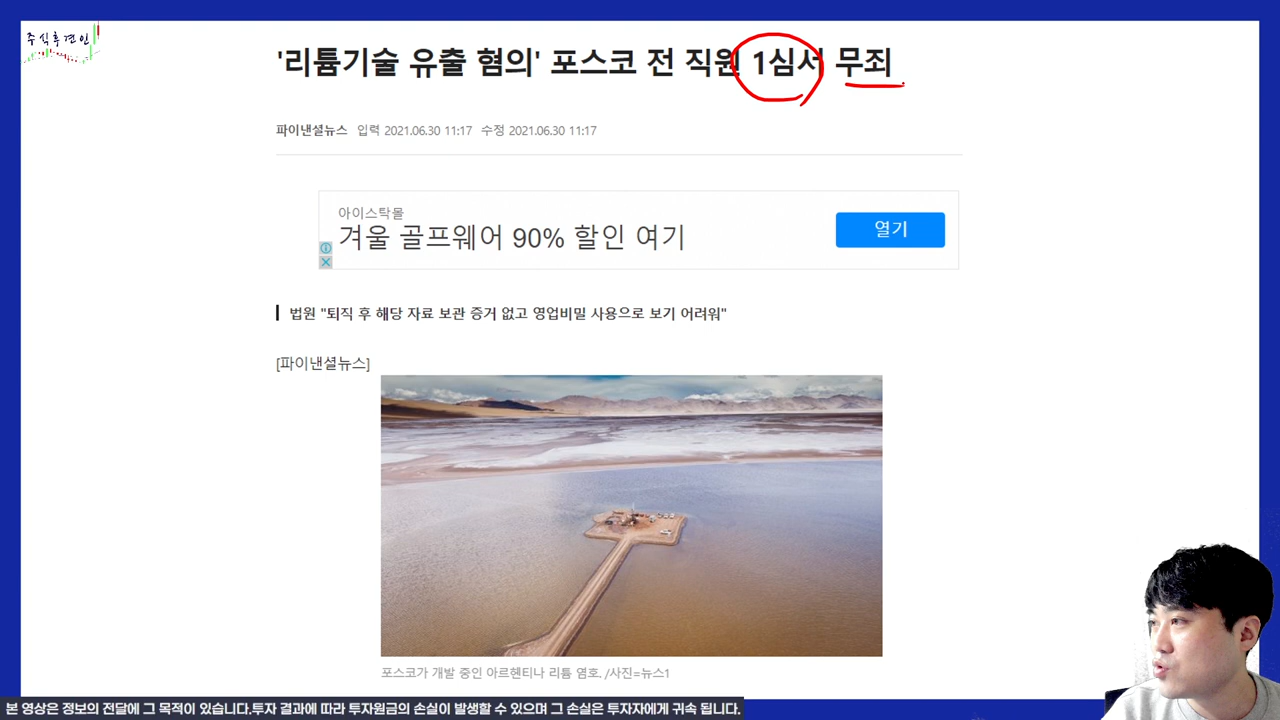 주식후견인
'리튬기술 유출 혐의' 포스코 전 직원 1심서 무죄
파이낸셜뉴스 입력 2021.06.30 11:17 수정 2021.06.30 11:17
아이스탁몰
겨울 골프웨어 90% 할인 여기
열기
법원 "퇴직 후 해당 자료 보관 증거 없고 영업비밀 사용으로 보기 어려워"
[파이낸셜뉴스]
포스코가 개발 중인 아르헨티나 리튬 염호. /사진=뉴스1
본 영상은 정보의 전달에 그 목적이 있습니다.투자 결과에 따라 투자원금의 손실이 발생할 수 있으며 그 손실은 투자자에게 귀속 됩니다.